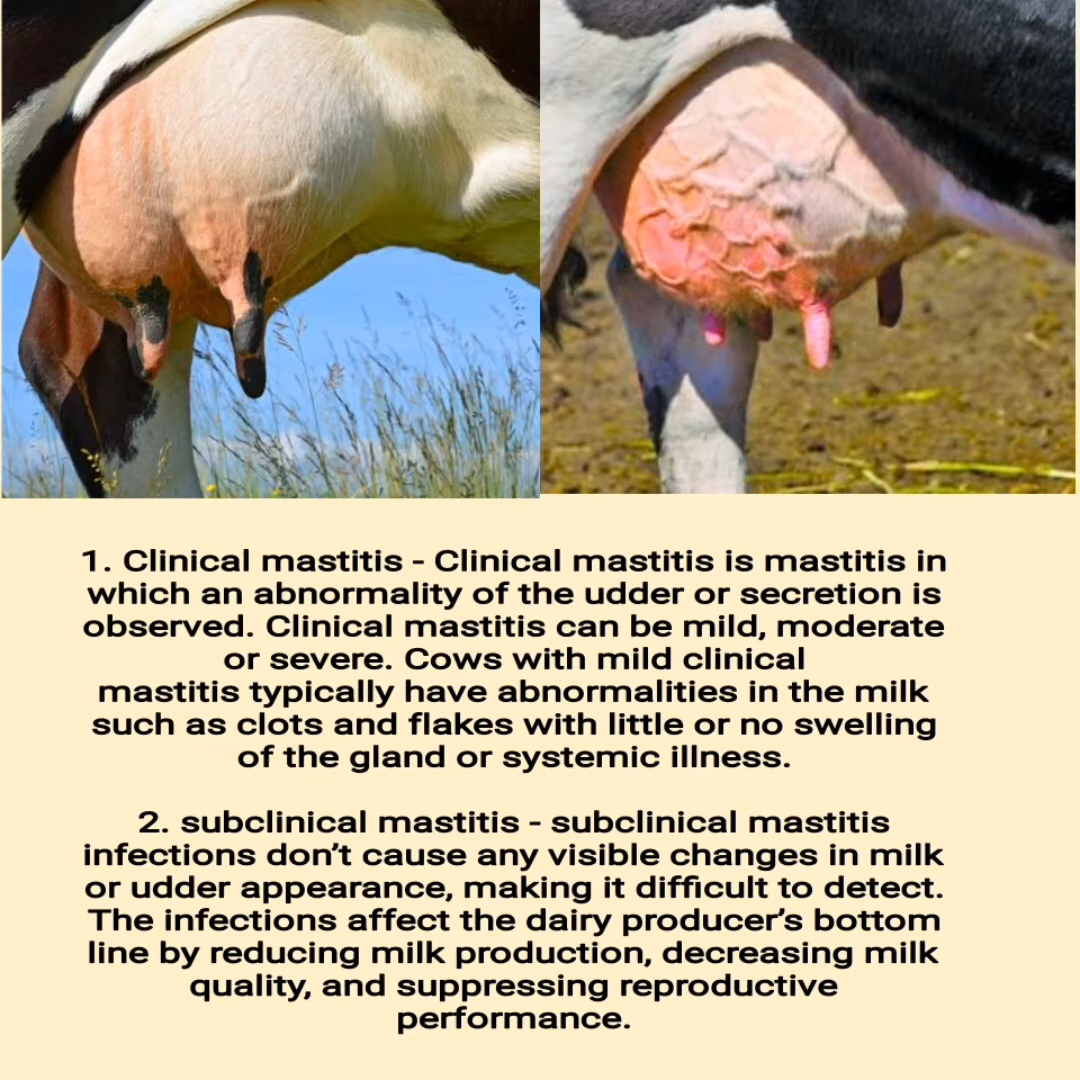 1. Clinical mastitis - Clinical mastitis is mastitis in
which an abnormality of the udder or secretion is
observed. Clinical mastitis can be mild, moderate
or severe. Cows with mild clinical
mastitis typically have abnormalities in the milk
such as clots and flakes with little or no swelling
of the gland or systemic illness.
2. subclinical mastitis - subclinical mastitis
infections don’t cause any visible changes in milk
or udder appearance, making it difficult to detect.
The infections affect the dairy producer’s bottom
line by reducing milk production, decreasing milk
quality, and suppressing reproductive
performance.